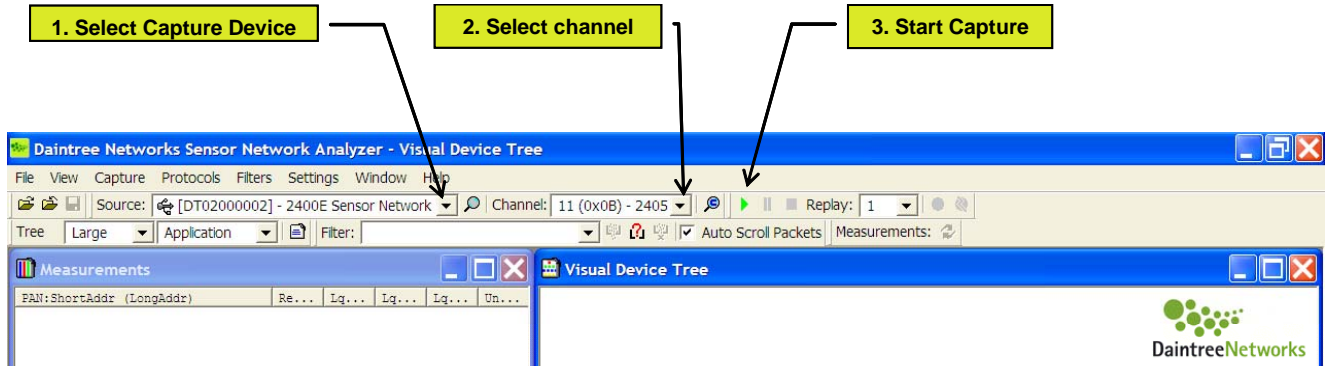 1. Select Capture Device
2. Select channel
3. Start Capture
Daintree Networks Sensor Network Analyzer - Visual Device Tree
File View Capture Protocols Filters Settings Window Help
Source: [DT02000002] - 2400E Sensor Network Channel: 11 (0x0B) - 2405 Replay: 1
Tree Large Application Filter: Auto Scroll Packets Measurements:
Measurements
PAN:ShortAddr (LongAddr) Re... Lq... Lq... Lq... Un...
Visual Device Tree
DaintreeNetworks